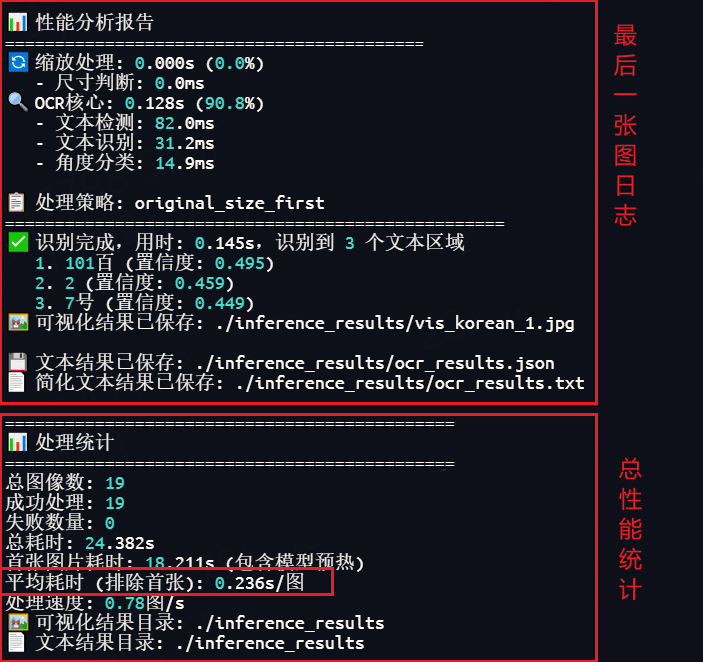 📊 性能分析报告
==========================================
🔄 缩放处理: 0.000s (0.0%)
- 尺寸判断: 0.0ms
🔍 OCR核心: 0.128s (90.8%)
- 文本检测: 82.0ms
- 文本识别: 31.2ms
- 角度分类: 14.9ms
📋 处理策略: original_size_first
==================================================
✅ 识别完成，用时: 0.145s，识别到 3 个文本区域
1. 101百 (置信度: 0.495)
2. 2 (置信度: 0.459)
3. 7号 (置信度: 0.449)
🖼️ 可视化结果已保存: ./inference_results/vis_korean_1.jpg
💾 文本结果已保存: ./inference_results/ocr_results.json
📄 简化文本结果已保存: ./inference_results/ocr_results.txt
最后一张图日志
=============================================
📊 处理统计
=============================================
总图像数: 19
成功处理: 19
失败数量: 0
总耗时: 24.382s
首张图片耗时: 18.211s (包含模型预热)
平均耗时 (排除首张): 0.236s/图
处理速度: 0.78图/s
🖼️ 可视化结果目录: ./inference_results
📄 文本结果目录: ./inference_results
总性能统计